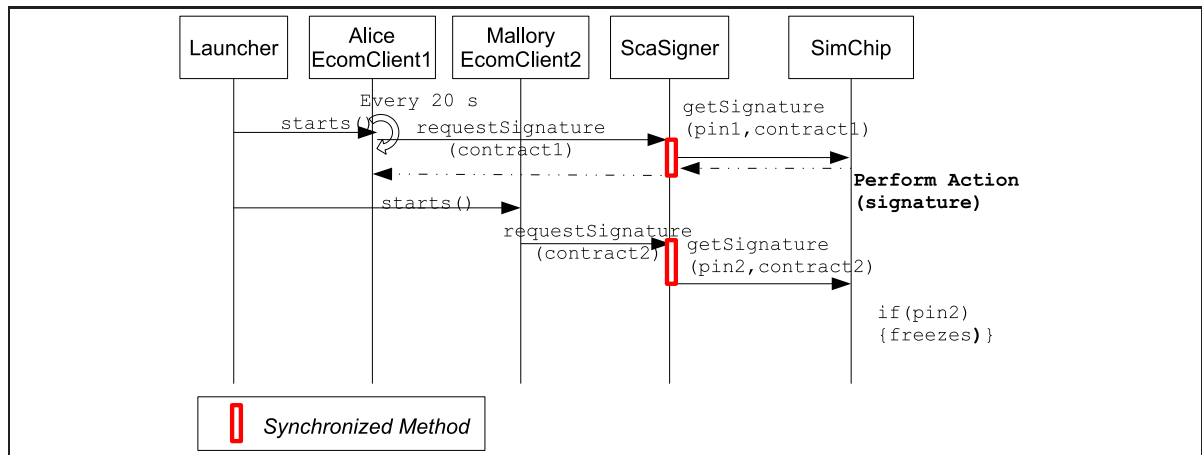 Launcher
Alice
EcomClient1
Mallory
EcomClient2
ScaSigner
SimChip
Every 20 s
starts()
requestSignature
(contract1)
getSignature
(pin1,contract1)
Perform Action
(signature)
starts()
requestSignature
(contract2)
getSignature
(pin2,contract2)
if(pin2)
{freezes)}
Synchronized Method